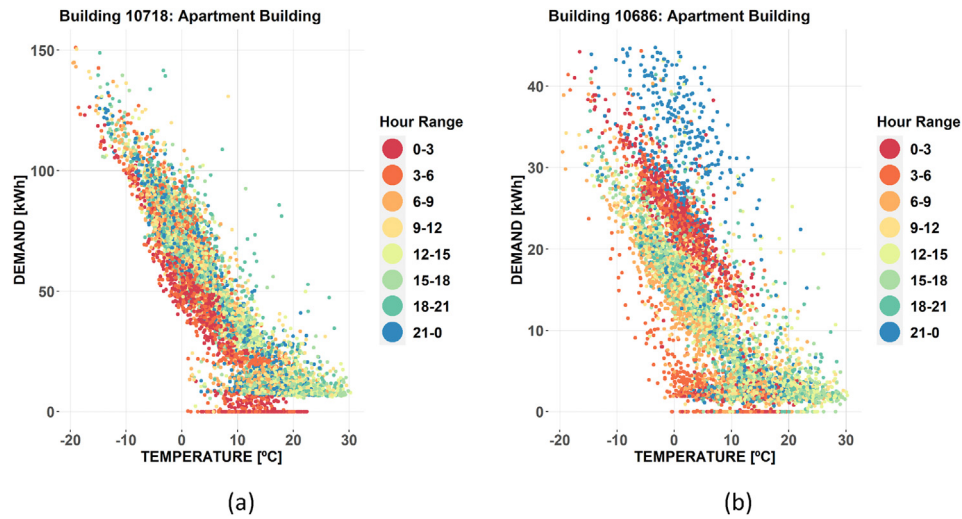 Building 10718: Apartment Building
150
100
50
0
DEMAND [kWh]
-20 -10 0 10 20 30
TEMPERATURE [ºC]
Hour Range
0-3
3-6
6-9
9-12
12-15
15-18
18-21
21-0
(a)
Building 10686: Apartment Building
40
30
20
10
0
DEMAND [kWh]
-20 -10 0 10 20 30
TEMPERATURE [ºC]
Hour Range
0-3
3-6
6-9
9-12
12-15
15-18
18-21
21-0
(b)